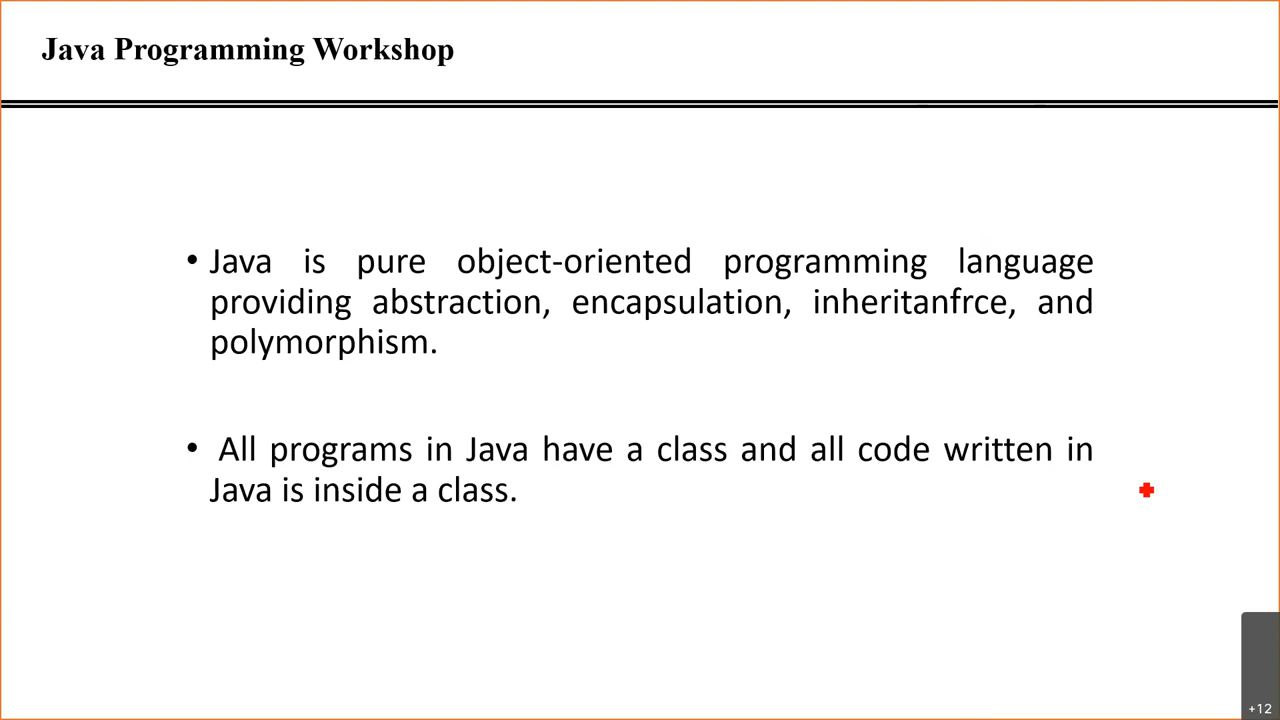 Java Programming Workshop
• Java is pure object-oriented programming language
providing abstraction, encapsulation, inheritanfrce, and
polymorphism.
• All programs in Java have a class and all code written in
Java is inside a class.
+12